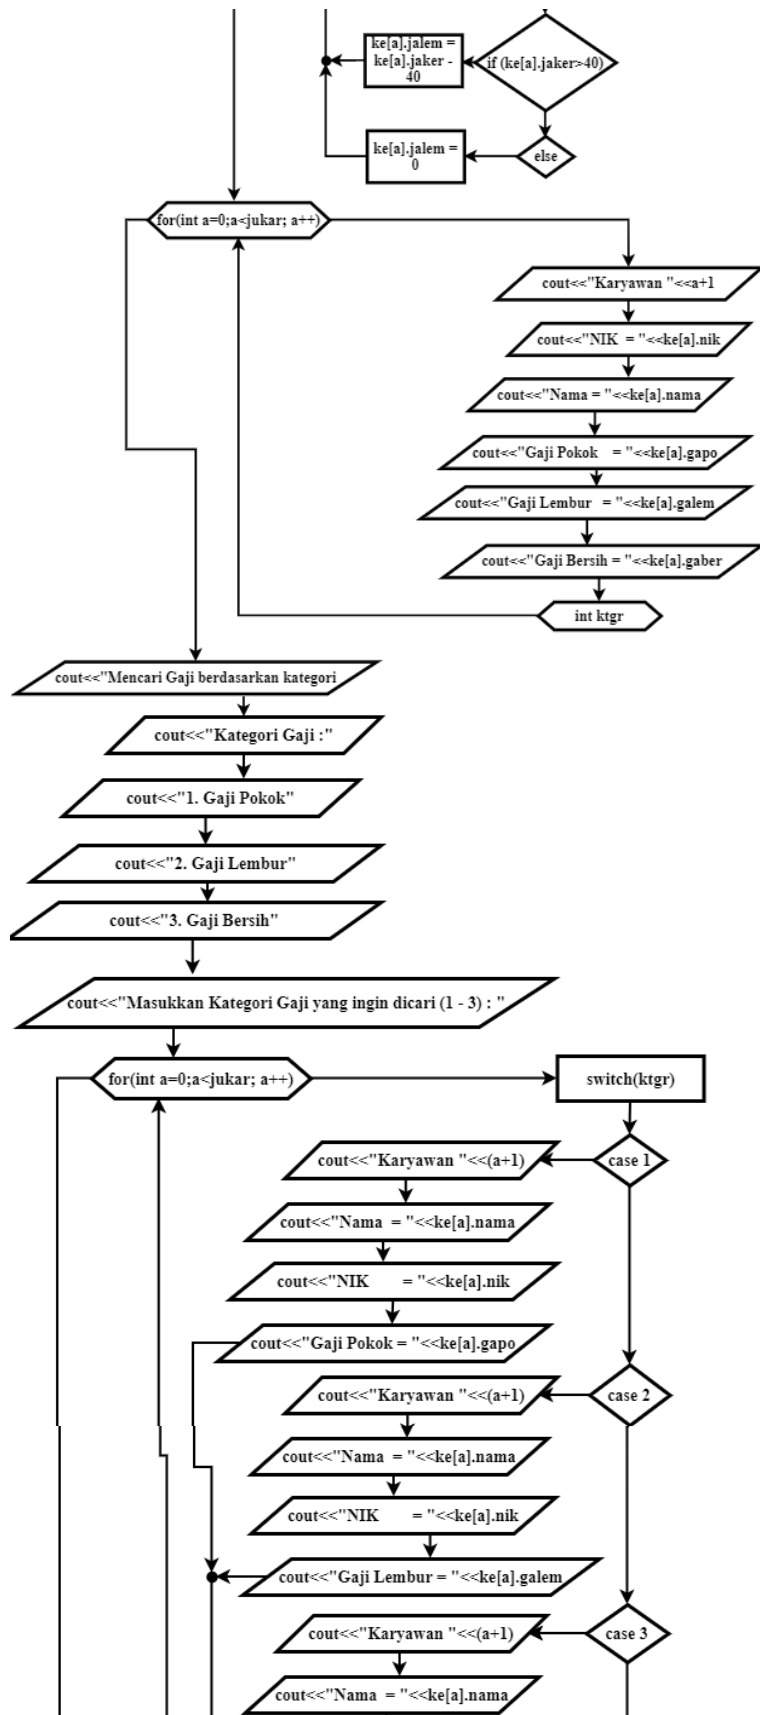 ke[a].jalem =
ke[a].jaker -
40
if (ke[a].jaker>40)
ke[a].jalem =
0
else
for(int a=0;a<jukar; a++)
cout<<"Karyawan "<<a+1
cout<<"NIK = "<<ke[a].nik
cout<<"Nama = "<<ke[a].nama
cout<<"Gaji Pokok = "<<ke[a].gapo
cout<<"Gaji Lembur = "<<ke[a].galem
cout<<"Gaji Bersih = "<<ke[a].gaber
int ktgr
cout<<"Mencari Gaji berdasarkan kategori
cout<<"Kategori Gaji :"
cout<<"1. Gaji Pokok"
cout<<"2. Gaji Lembur"
cout<<"3. Gaji Bersih"
cout<<"Masukkan Kategori Gaji yang ingin dicari (1 - 3) : "
for(int a=0;a<jukar; a++)
switch(ktgr)
cout<<"Karyawan "<<(a+1)
case 1
cout<<"Nama = "<<ke[a].nama
cout<<"NIK = "<<ke[a].nik
cout<<"Gaji Pokok = "<<ke[a].gapo
cout<<"Karyawan "<<(a+1)
case 2
cout<<"Nama = "<<ke[a].nama
cout<<"NIK = "<<ke[a].nik
cout<<"Gaji Lembur = "<<ke[a].galem
cout<<"Karyawan "<<(a+1)
case 3
cout<<"Nama = "<<ke[a].nama